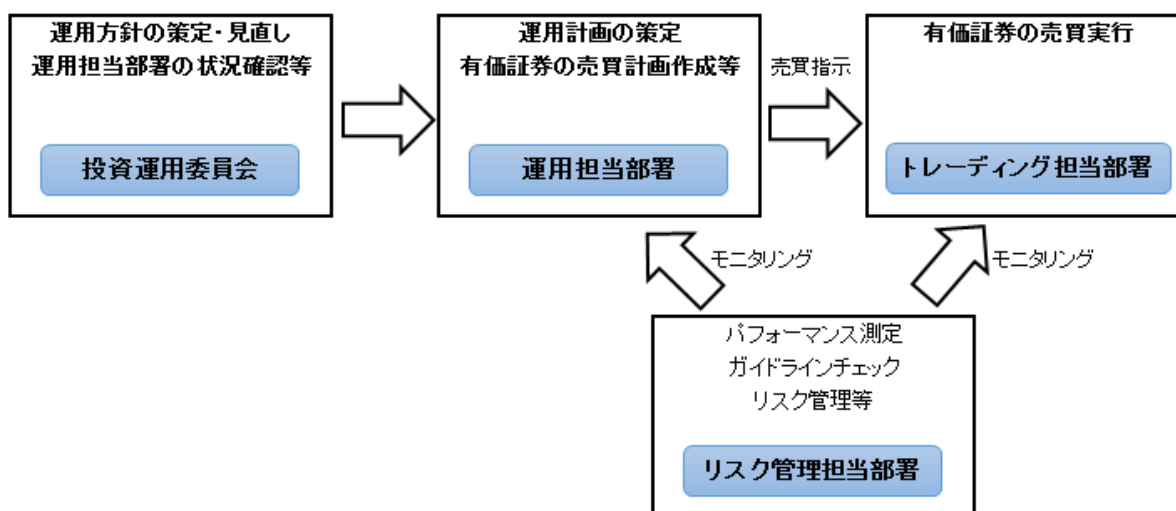 運用方針の策定・見直し
運用担当部署の状況確認等
投資運用委員会
運用計画の策定
有価証券の売買計画作成等
運用担当部署
売買指示
有価証券の売買実行
トレーディング担当部署
モニタリング
モニタリング
パフォーマンス測定
ガイドラインチェック
リスク管理等
リスク管理担当部署